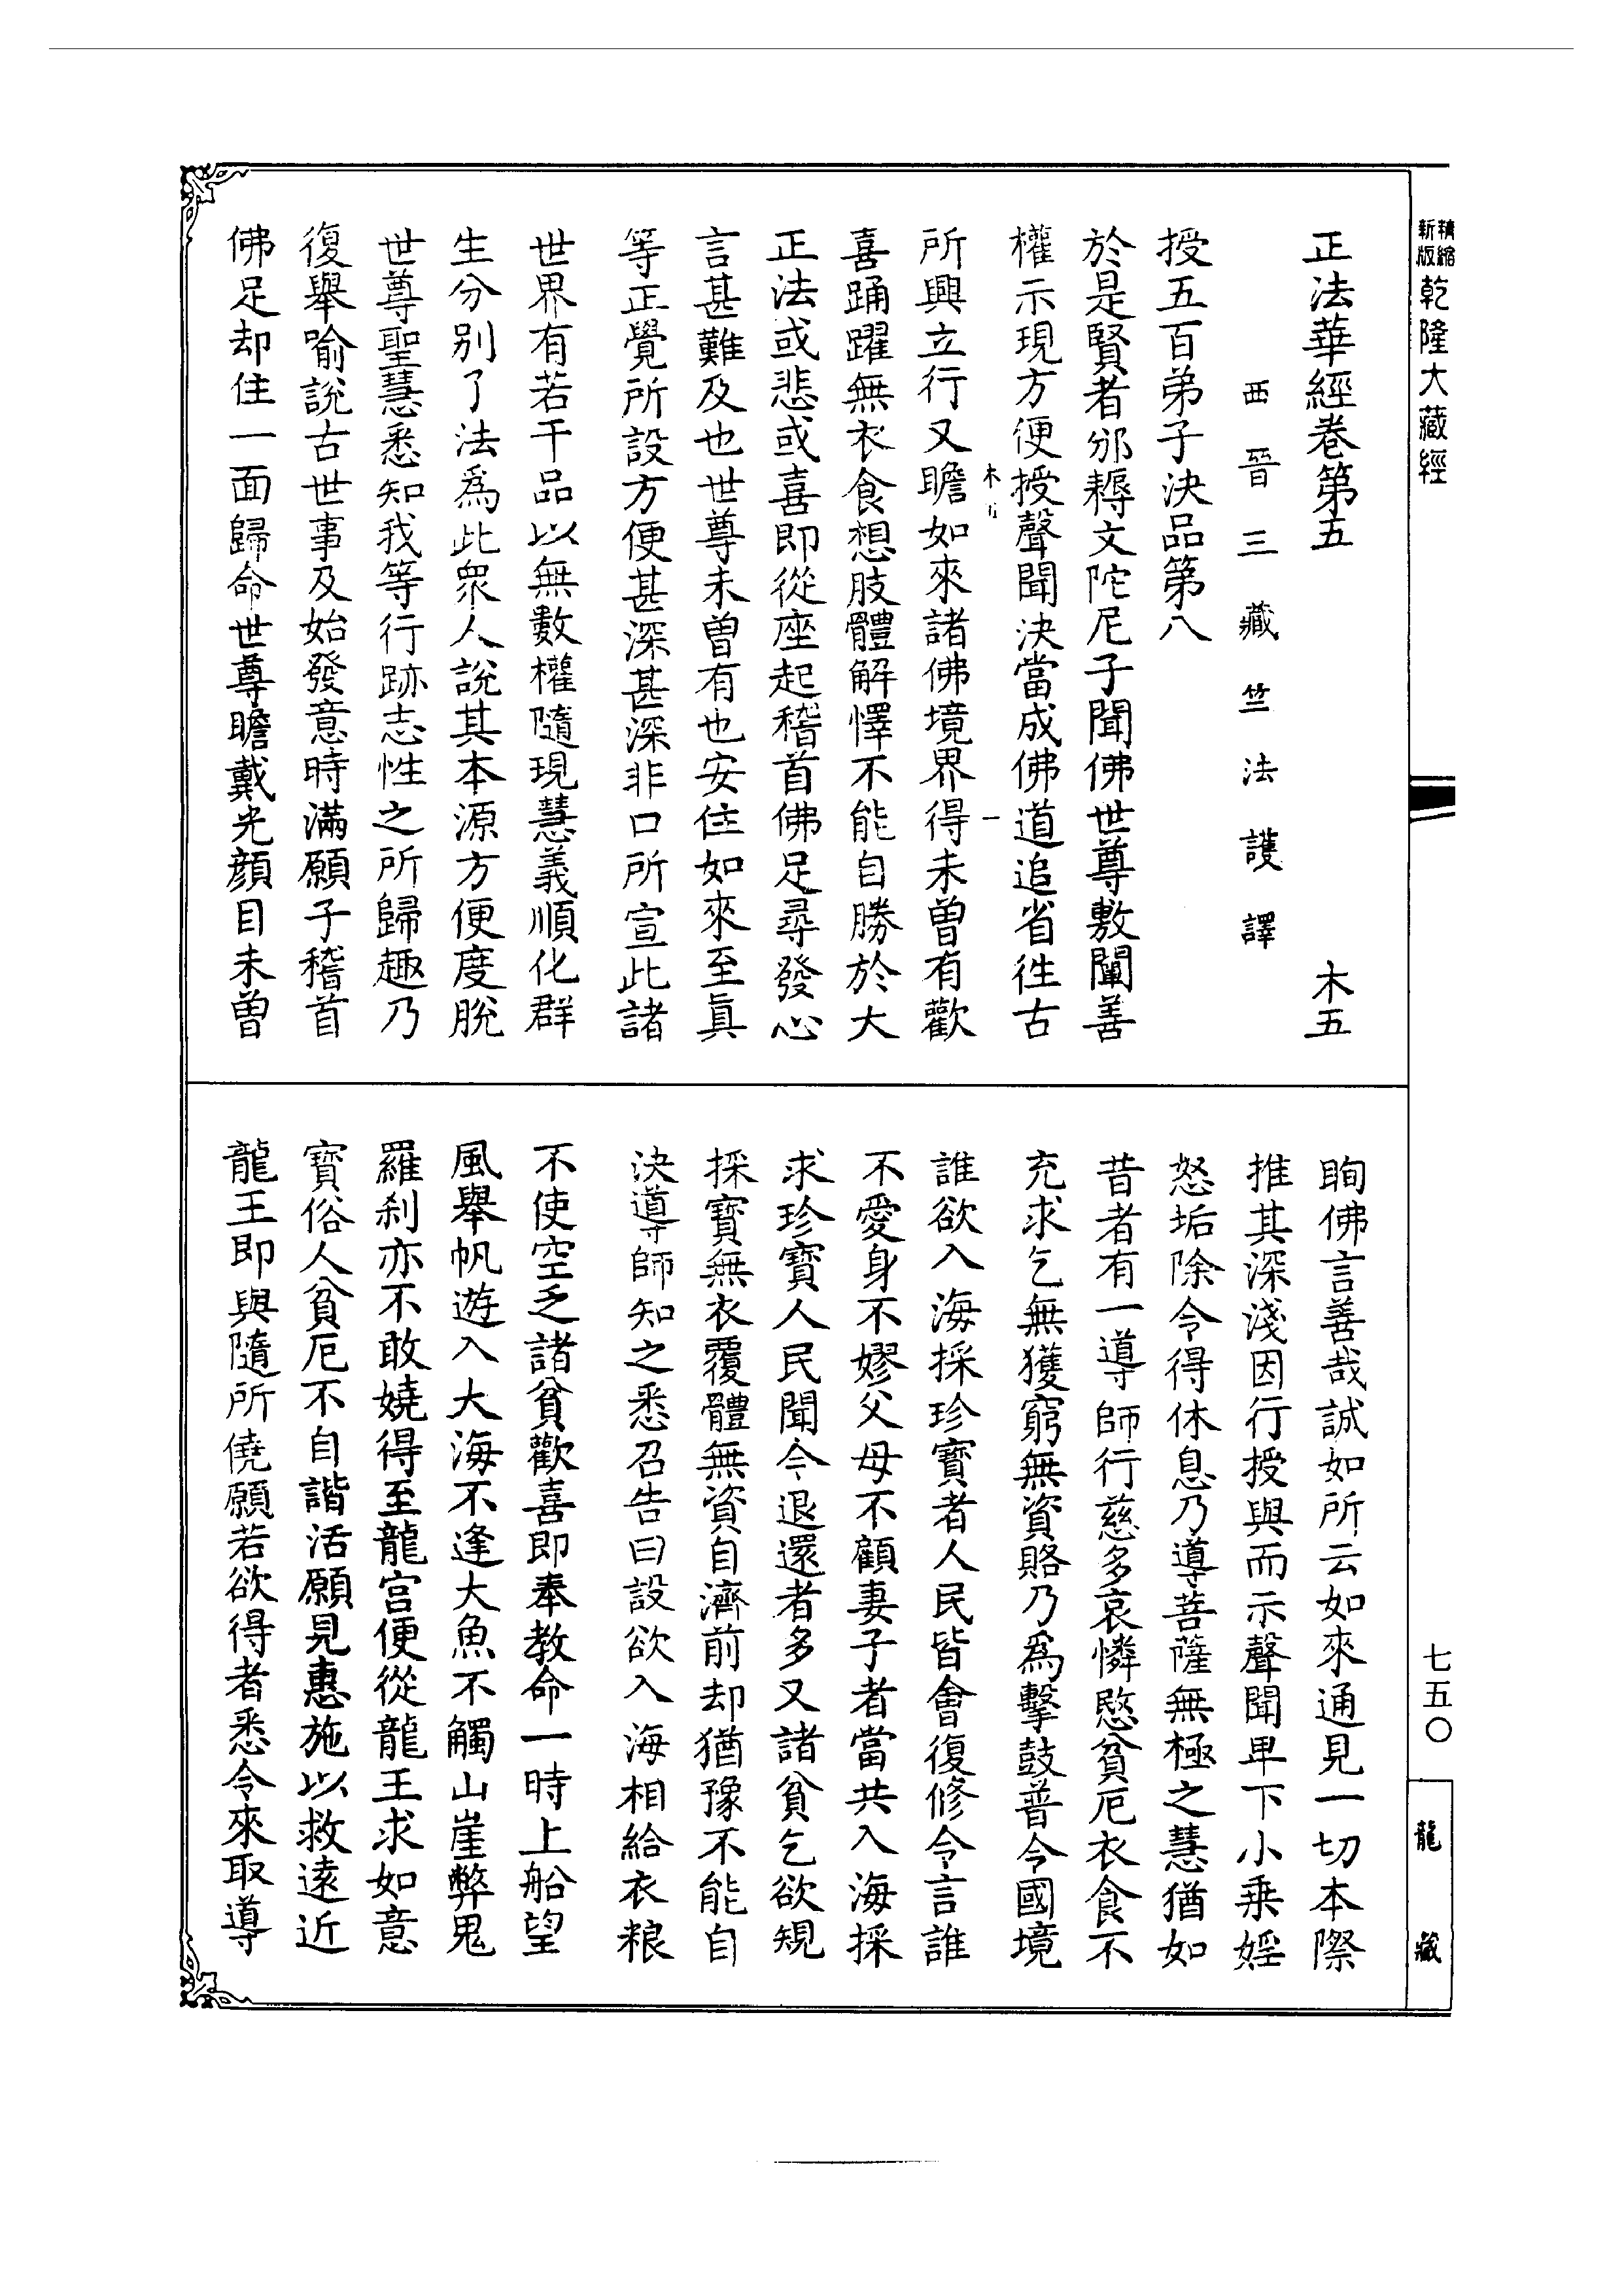 精縮新版乾隆大藏經
七五〇
龍藏
正法華經卷第五 木五
西晉三藏竺法護譯
授五百弟子決品第八
於是賢者邠耨文陀尼子聞佛世尊敷闡善
權示現方便授聲聞決當成佛道追省徃古
所興立行又瞻如來諸佛境界得未曾有歡
喜踊躍無衣食想肢體解懌不能自勝於大
正法或悲或喜即從座起稽首佛足尋發心
言甚難及也世尊未曾有也安住如來至眞
等正覺所設方便甚深甚深非口所宣此諸
世界有若干品以無數權隨現慧義順化群
生分別了法爲此眾人說其本源方便度脫
世尊聖慧悉知我等行跡志性之所歸趣乃
復舉喻說古世事及始發意時滿願子稽首
佛足却住一面歸命世尊瞻戴光顔目未曾
眴佛言善哉誠如所云如來通見一切本際
推其深淺因行授與而示聲聞卑下小乗婬
怒垢除令得休息乃導菩薩無極之慧猶如
昔者有一導師行慈多哀憐愍貧厄衣食不
充求乞無獲窮無資賂乃爲擊鼓普令國境
誰欲入海採珍寶者人民皆會復修令言誰
不愛身不嫪父母不顧妻子者當共入海採
求珍寶人民聞令退還者多又諸貧乞欲規
採寶無衣覆體無資自濟前却猶豫不能自
決導師知之悉召告曰設欲入海相給衣粮
不使空乏諸貧歡喜即奉教命一時上船望
風舉帆遊入大海不逢大魚不觸山崖弊鬼
羅刹亦不敢嬈得至龍宮便從龍王求如意
寶俗人貧厄不自諧活願見惠施以救遠近
龍王即與隨所僥願若欲得者悉令來取導